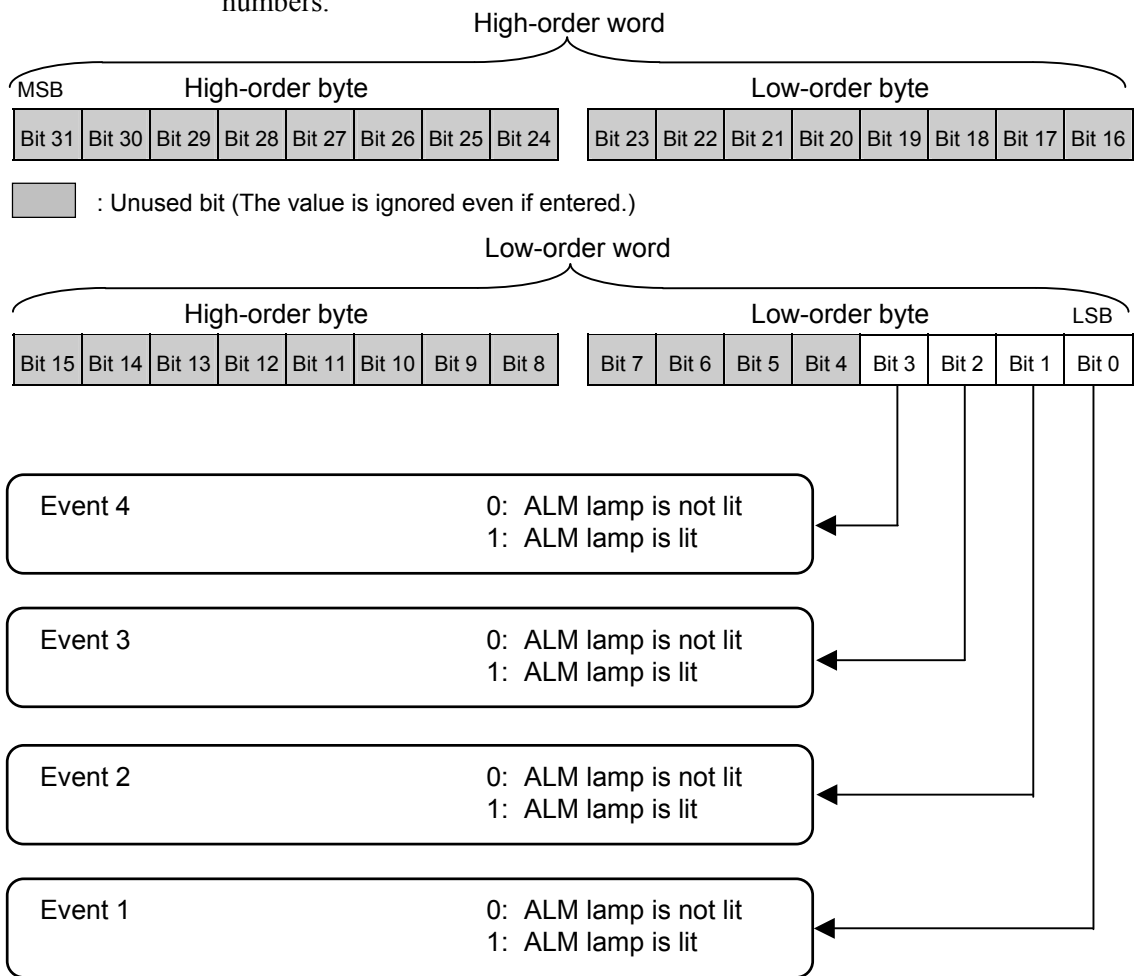 numbers.
High-order word
MSB High-order byte Low-order byte
Bit 31 Bit 30 Bit 29 Bit 28 Bit 27 Bit 26 Bit 25 Bit 24 Bit 23 Bit 22 Bit 21 Bit 20 Bit 19 Bit 18 Bit 17 Bit 16
: Unused bit (The value is ignored even if entered.)
Low-order word
High-order byte Low-order byte LSB
Bit 15 Bit 14 Bit 13 Bit 12 Bit 11 Bit 10 Bit 9 Bit 8 Bit 7 Bit 6 Bit 5 Bit 4 Bit 3 Bit 2 Bit 1 Bit 0
Event 4 0: ALM lamp is not lit
1: ALM lamp is lit
Event 3 0: ALM lamp is not lit
1: ALM lamp is lit
Event 2 0: ALM lamp is not lit
1: ALM lamp is lit
Event 1 0: ALM lamp is not lit
1: ALM lamp is lit